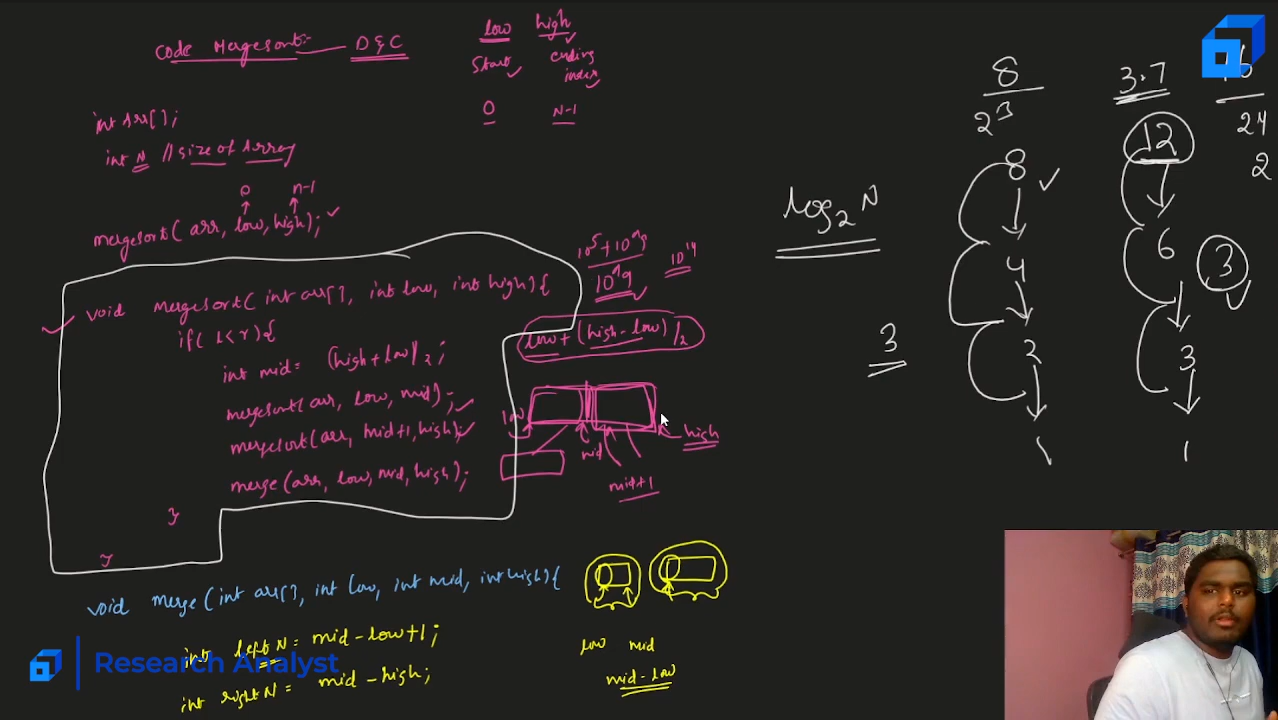 Code Mergesort:- D&C
low high
Start ending index
0 N-1
int Arr[];
int N //size of Array
0 n-1
mergesort( arr, low, high);
void mergesort( int arr[], int low, int high){
if( l<r){
int mid= (high+low)/2;
mergesort(arr, low, mid);
mergesort(arr, mid+1, high);
merge(arr, low, mid, high);
}
}
10^5+10^9
10^9
10^14
low+(high-low)/2
low
mid
high
mid+1
void merge(int arr[], int low, int mid, int high){
int left N= mid-low+1;
int right N= mid-high;
low mid
mid-low
log2 N
3
8
2^3
8
4
2
1
3.7
12
6
3
3
1
16
24
2
Research Analyst